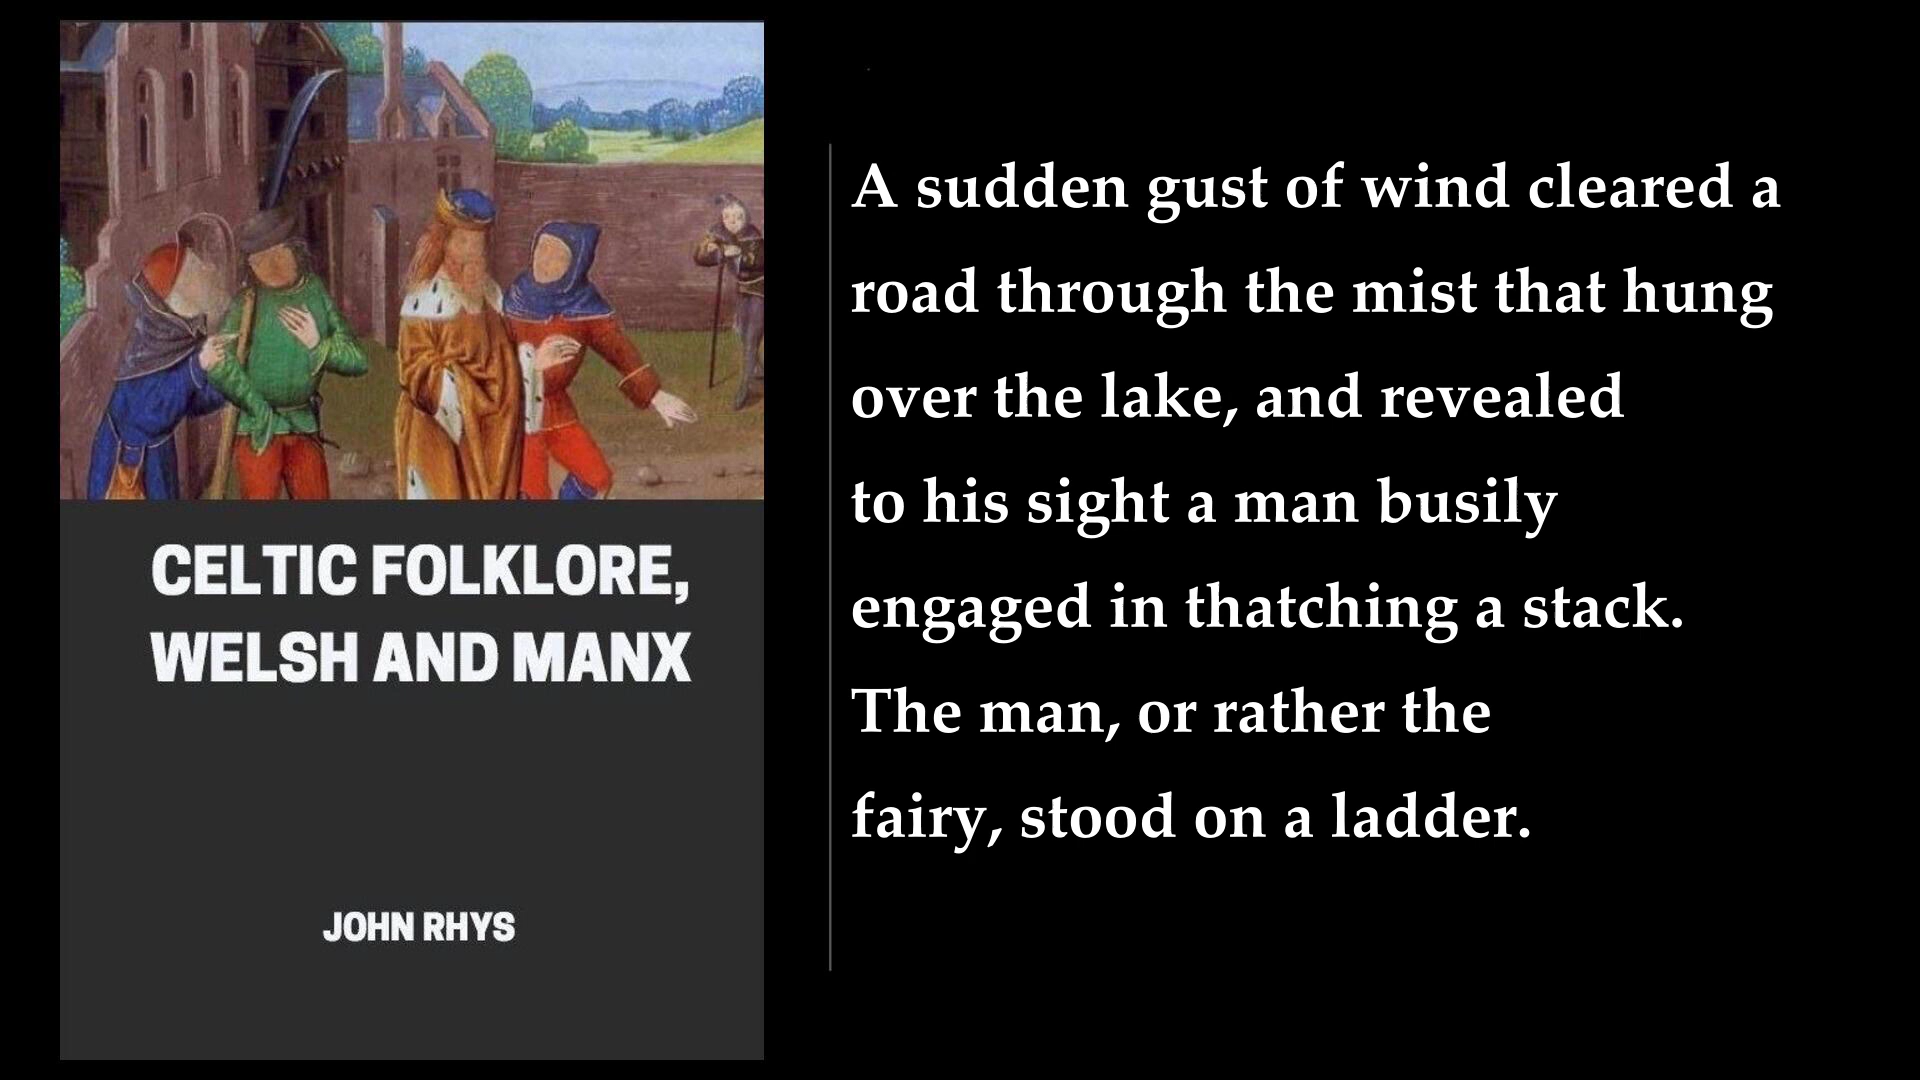 CELTIC FOLKLORE,
WELSH AND MANX
JOHN RHYS
A sudden gust of wind cleared a
road through the mist that hung
over the lake, and revealed
to his sight a man busily
engaged in thatching a stack.
The man, or rather the
fairy, stood on a ladder.